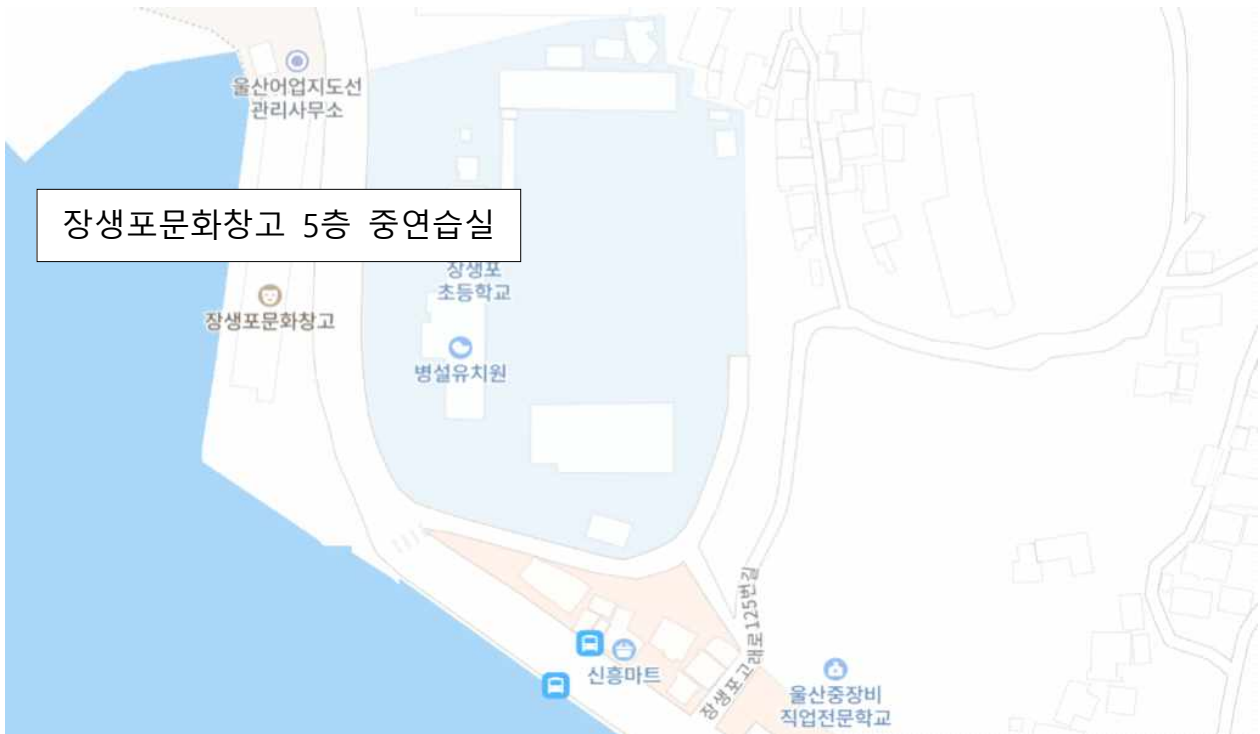 울산어업지도선
관리사무소
장생포문화창고 5층 중연습실
장생포
초등학교
장생포문화창고
병설유치원
장생포고래로125번길
신흥마트
울산중장비
직업전문학교